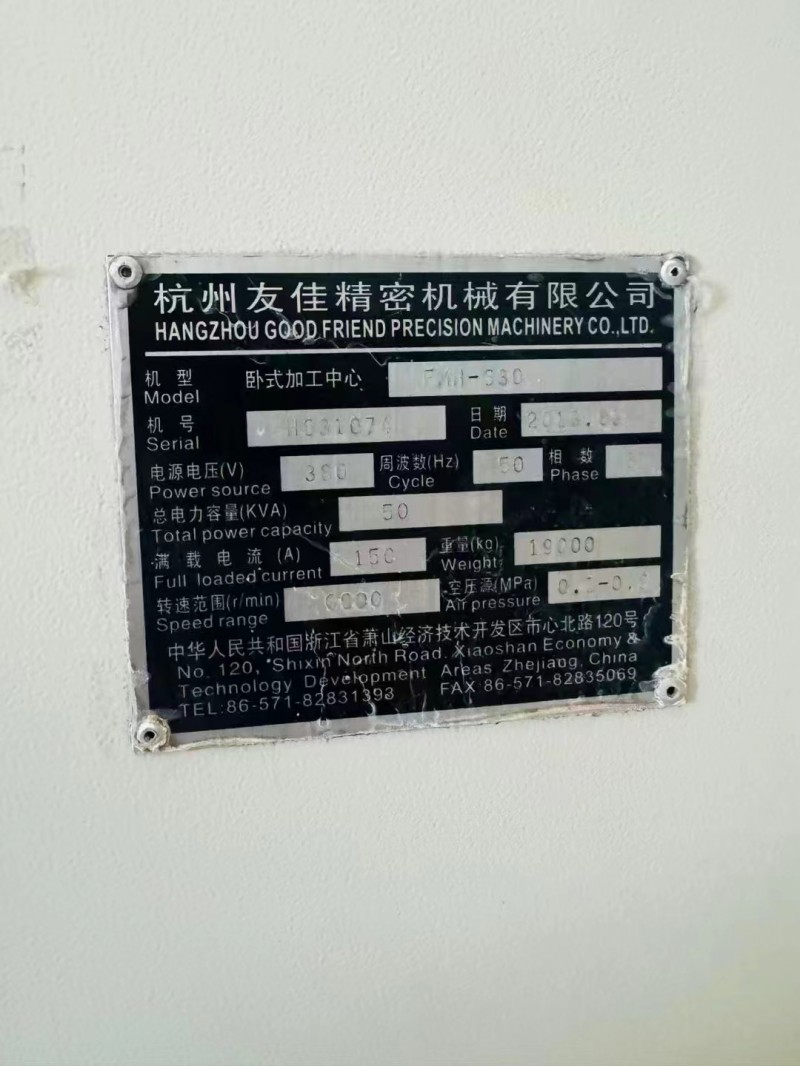 杭州友佳精密机械有限公司
HANGZHOU GOOD FRIEND PRECISION MACHINERY CO.,LTD.
机型 卧式加工中心
Model
机号 日期
Serial Date
电源电压(V) 380 周波数(Hz) 50 相数
Power source Cycle Phase
总电力容量(KVA) 50
Total power capacity
满载电流(A) 150 重量(kg) 19000
Full loaded current Weight
转速范围(r/min) 6000 空压源(MPa)
Speed range Air pressure
中华人民共和国浙江省萧山经济技术开发区市心北路120号
No. 120, Shixin North Road. Xiaoshan Economy &
Technology Development Areas Zhejiang, China
TEL:86-571-82831393 FAX:86-571-82835069